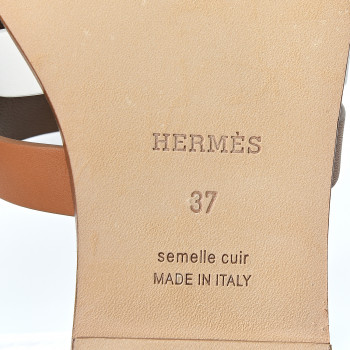 HERMÈS
37
semelle cuir
MADE IN ITALY